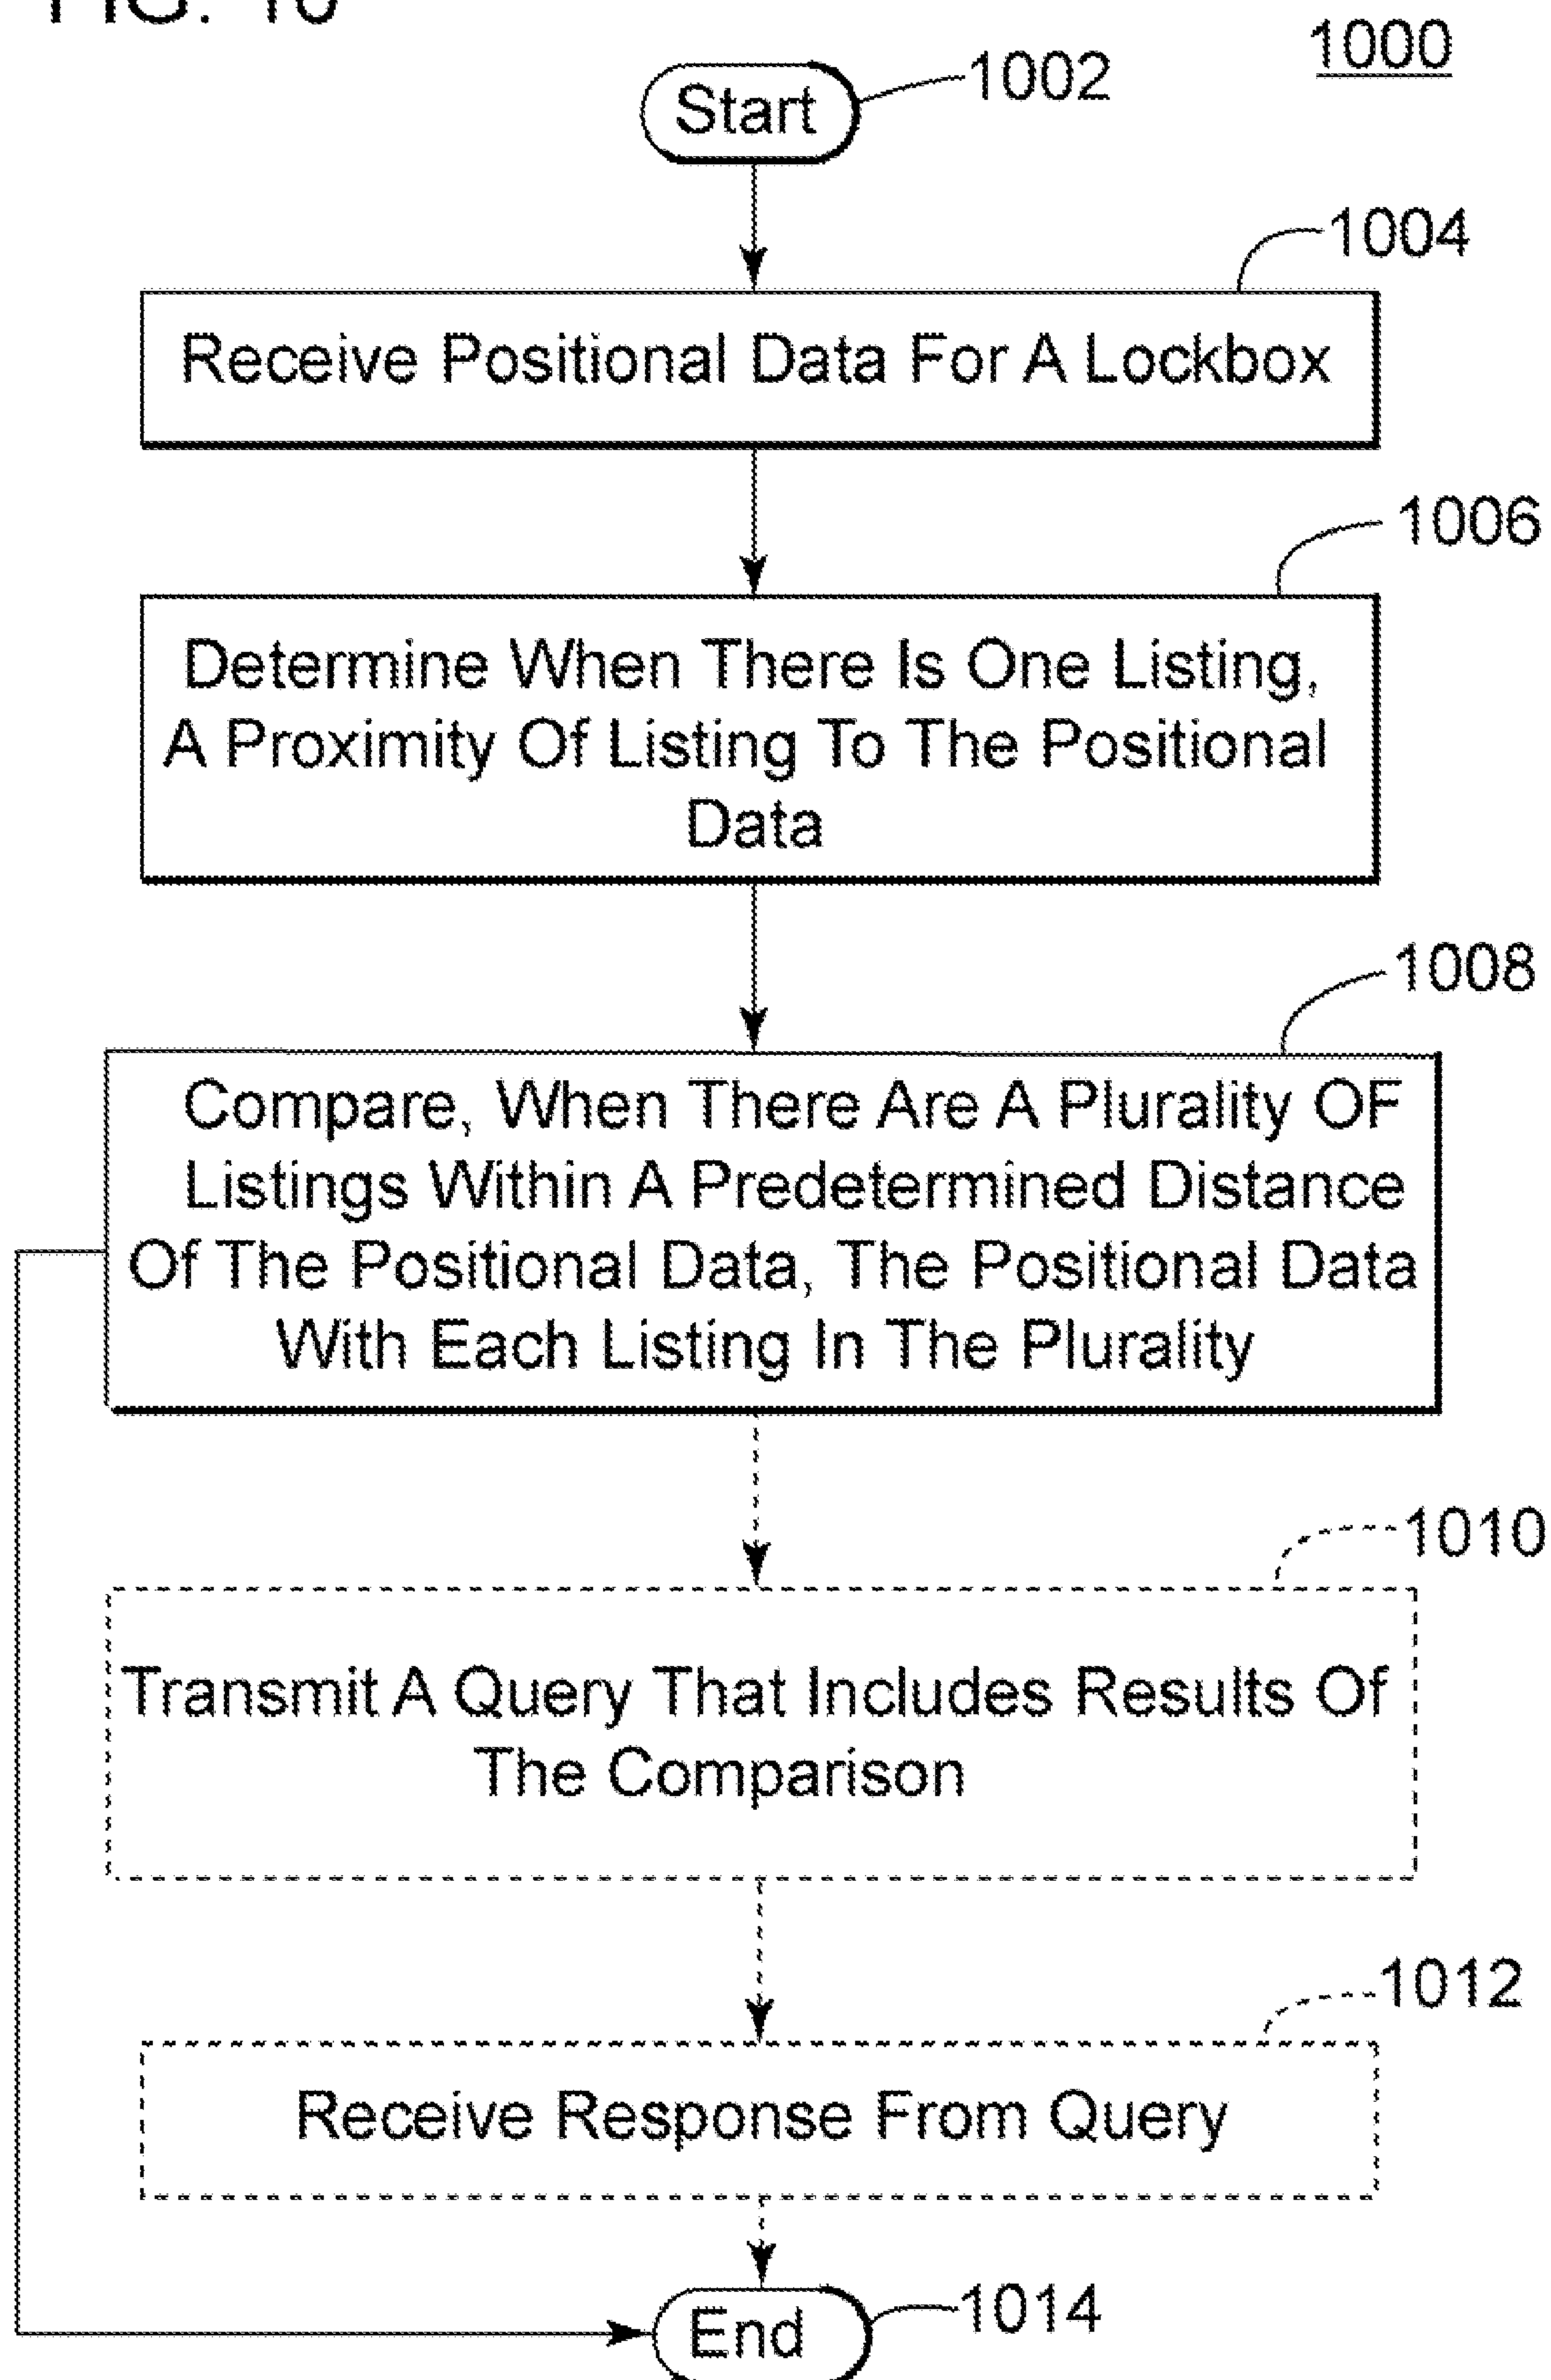 FIG. 10
1000
Start
1002
1004
Receive Positional Data For A Lockbox
1006
Determine When There Is One Listing,
A Proximity Of Listing To The Positional
Data
1008
Compare, When There Are A Plurality OF
Listings Within A Predetermined Distance
Of The Positional Data, The Positional Data
With Each Listing In The Plurality
1010
Transmit A Query That Includes Results Of
The Comparison
1012
Receive Response From Query
End
1014